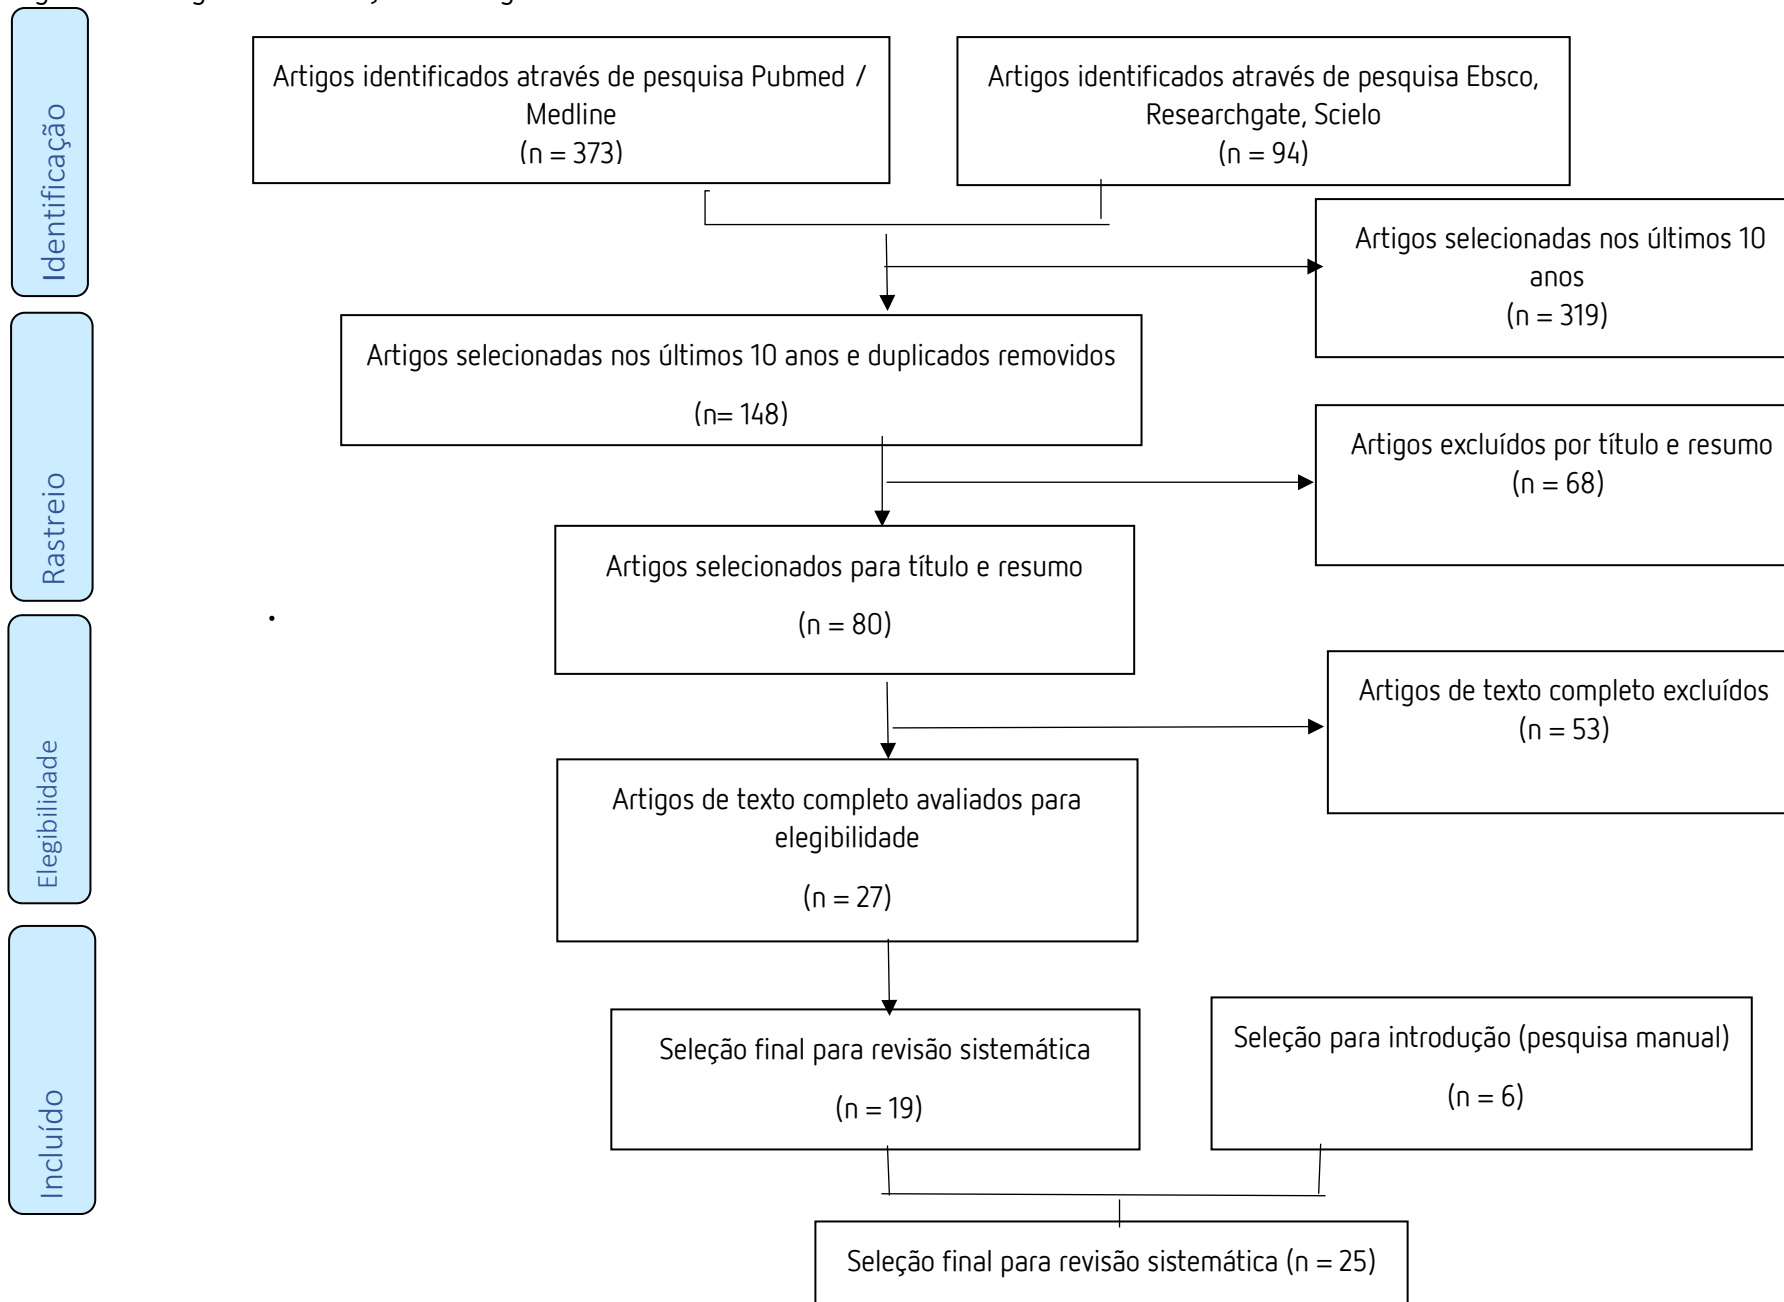 Identificação
Artigos identificados através de pesquisa Pubmed /
Medline
(n = 373)
Artigos identificados através de pesquisa Ebsco,
Researchgate, Scielo
(n = 94)
Artigos selecionadas nos últimos 10
anos
(n = 319)
Rastreio
Artigos selecionadas nos últimos 10 anos e duplicados removidos
(n= 148)
Artigos excluídos por título e resumo
(n = 68)
Artigos selecionados para título e resumo
(n = 80)
.
Elegibilidade
Artigos de texto completo excluídos
(n = 53)
Artigos de texto completo avaliados para
elegibilidade
(n = 27)
Incluído
Seleção final para revisão sistemática
(n = 19)
Seleção para introdução (pesquisa manual)
(n = 6)
Seleção final para revisão sistemática (n = 25)